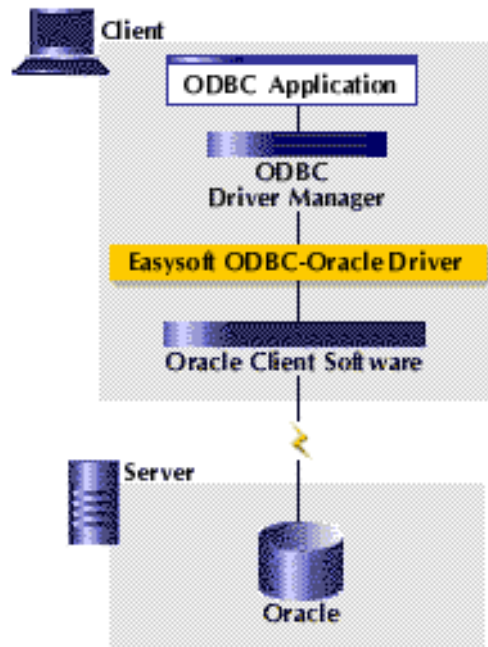 Client
ODBC Application
ODBC
Driver Manager
Easysoft ODBC-Oracle Driver
Oracle Client Software
Server
Oracle